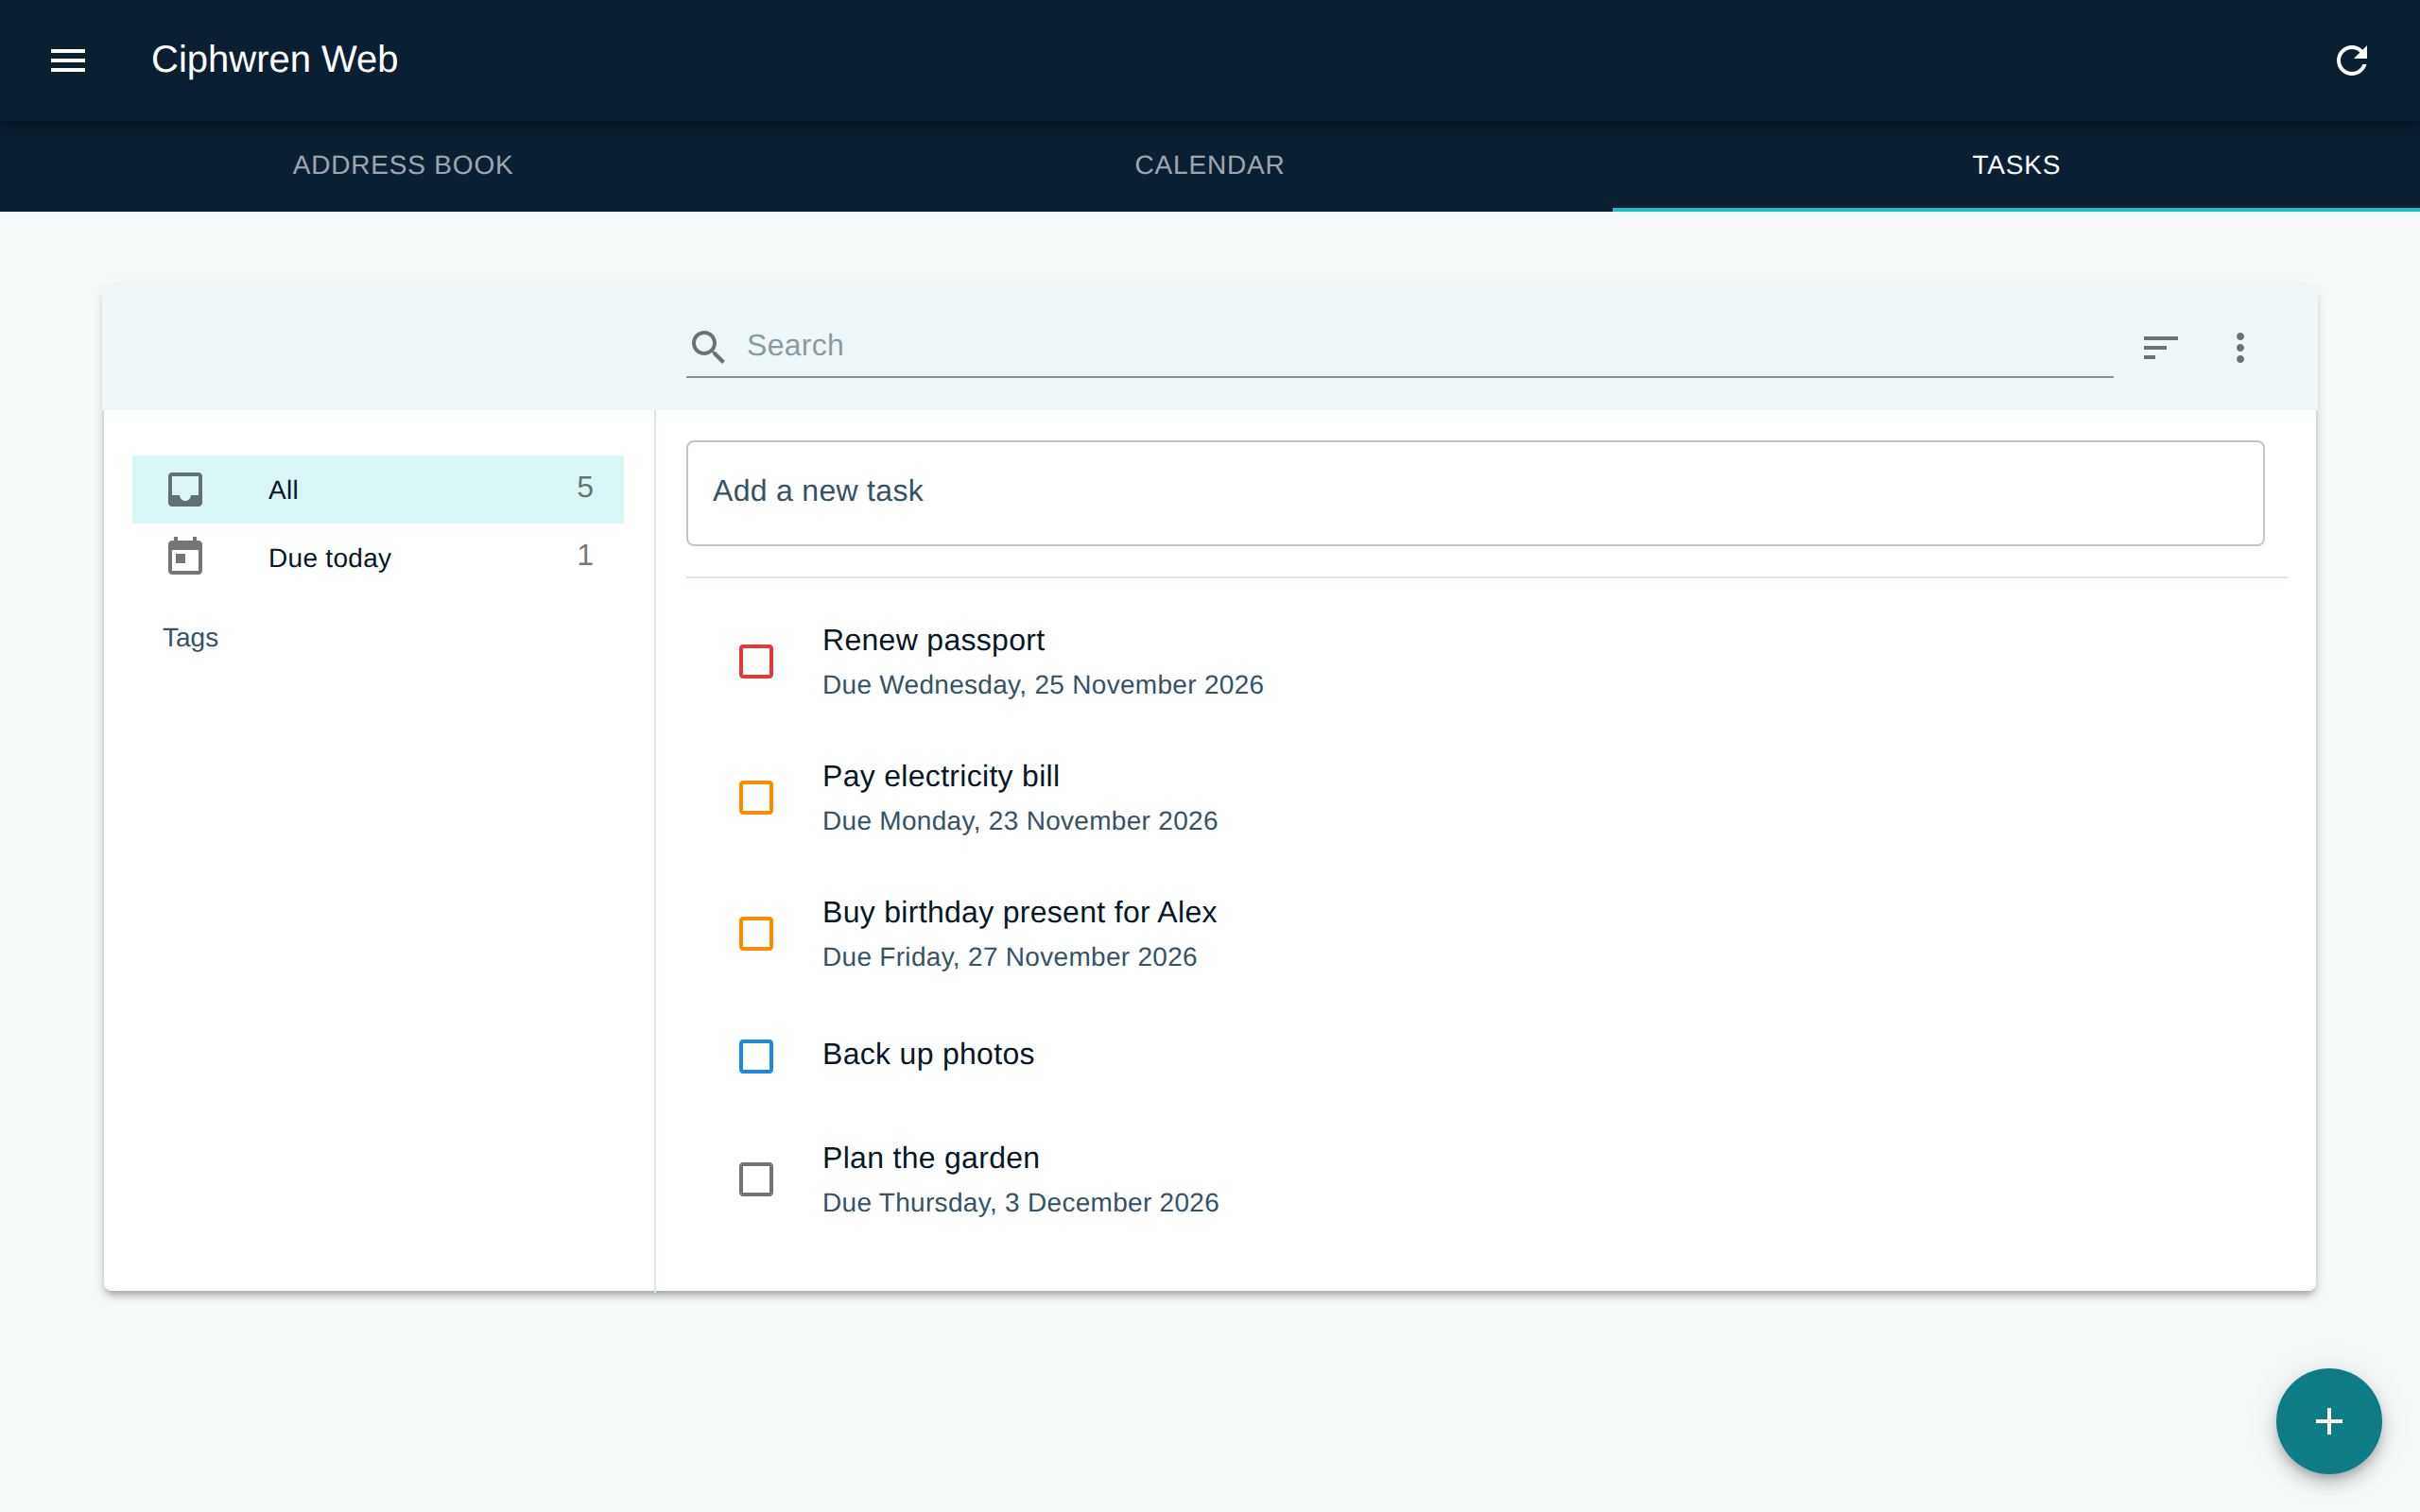 Ciphwren Web
ADDRESS BOOK
CALENDAR
TASKS
Search
All
5
Due today
1
Tags
Add a new task
Renew passport
Due Wednesday, 25 November 2026
Pay electricity bill
Due Monday, 23 November 2026
Buy birthday present for Alex
Due Friday, 27 November 2026
Back up photos
Plan the garden
Due Thursday, 3 December 2026